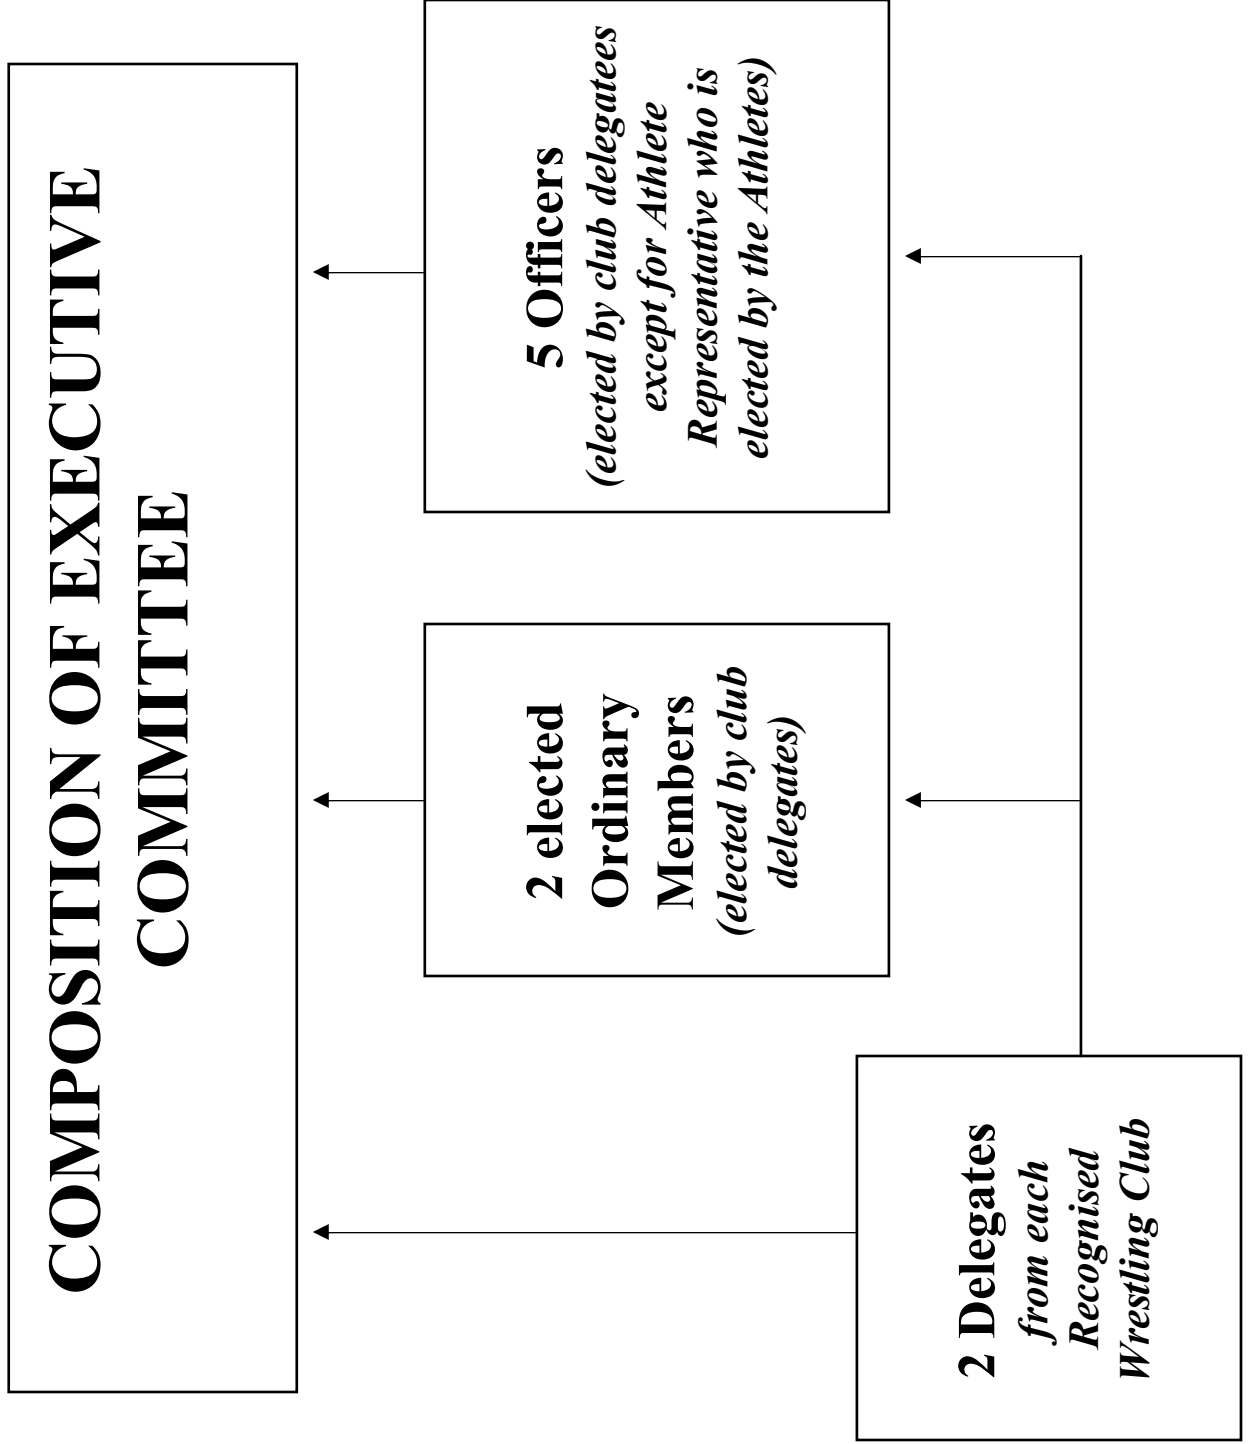 COMPOSITION OF EXECUTIVE
COMMITTEE
2 Delegates
from each
Recognised
Wrestling Club
2 elected
Ordinary
Members
(elected by club
delegates)
5 Officers
(elected by club delegatees
except for Athlete
Representative who is
elected by the Athletes)